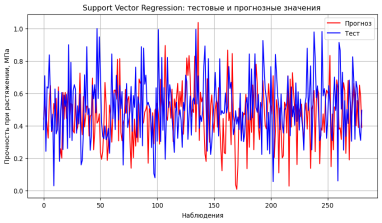 Support Vector Regression: тестовые и прогнозные значения
Прогноз
Тест
Прочность при растяжении, МПа
1.0
0.8
0.6
0.4
0.2
0.0
0 50 100 150 200 250
Наблюдения